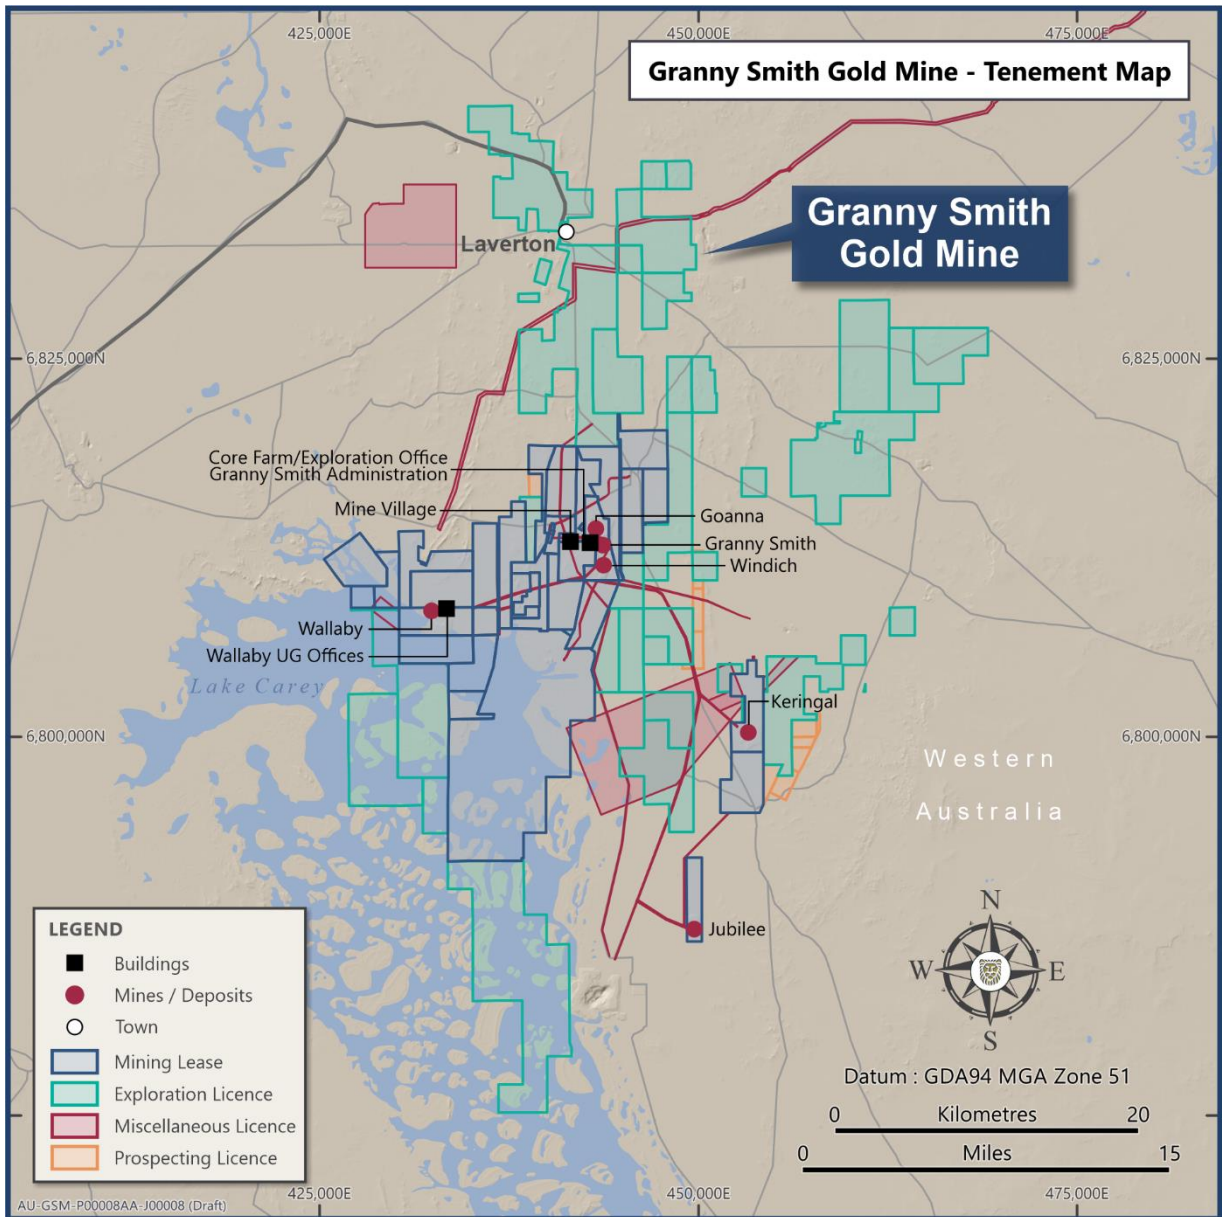 425,000E
450,000E
475,000E
Granny Smith Gold Mine - Tenement Map
Granny Smith
Gold Mine
Laverton
6,825,000N
6,825,000N
Core Farm/Exploration Office
Granny Smith Administration
Mine Village
Goanna
Granny Smith
Windich
Wallaby
Wallaby UG Offices
Lake Carey
Keringal
6,800,000N
6,800,000N
Western
Australia
Jubilee
N
W
E
S
LEGEND
Buildings
Mines / Deposits
Town
Mining Lease
Exploration Licence
Miscellaneous Licence
Prospecting Licence
Datum : GDA94 MGA Zone 51
0 Kilometres 20
0 Miles 15
425,000E
450,000E
475,000E
AU-GSM-P00008AA-J00008 (Draft)